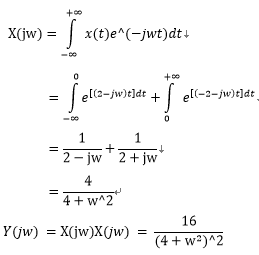 X(jw) = ∫_{−∞}^{+∞} x(t)e^(−jwt)dt↓
= ∫_{−∞}^{0} e^{[(2−jw)t]dt} + ∫_{0}^{+∞} e^{[(−2−jw)t]dt}、
= 1/(2 − jw) + 1/(2 + jw)↓
= 4/(4 + w^2)↵
Y(jw) = X(jw)X(jw) = 16/((4 + w²)^2)